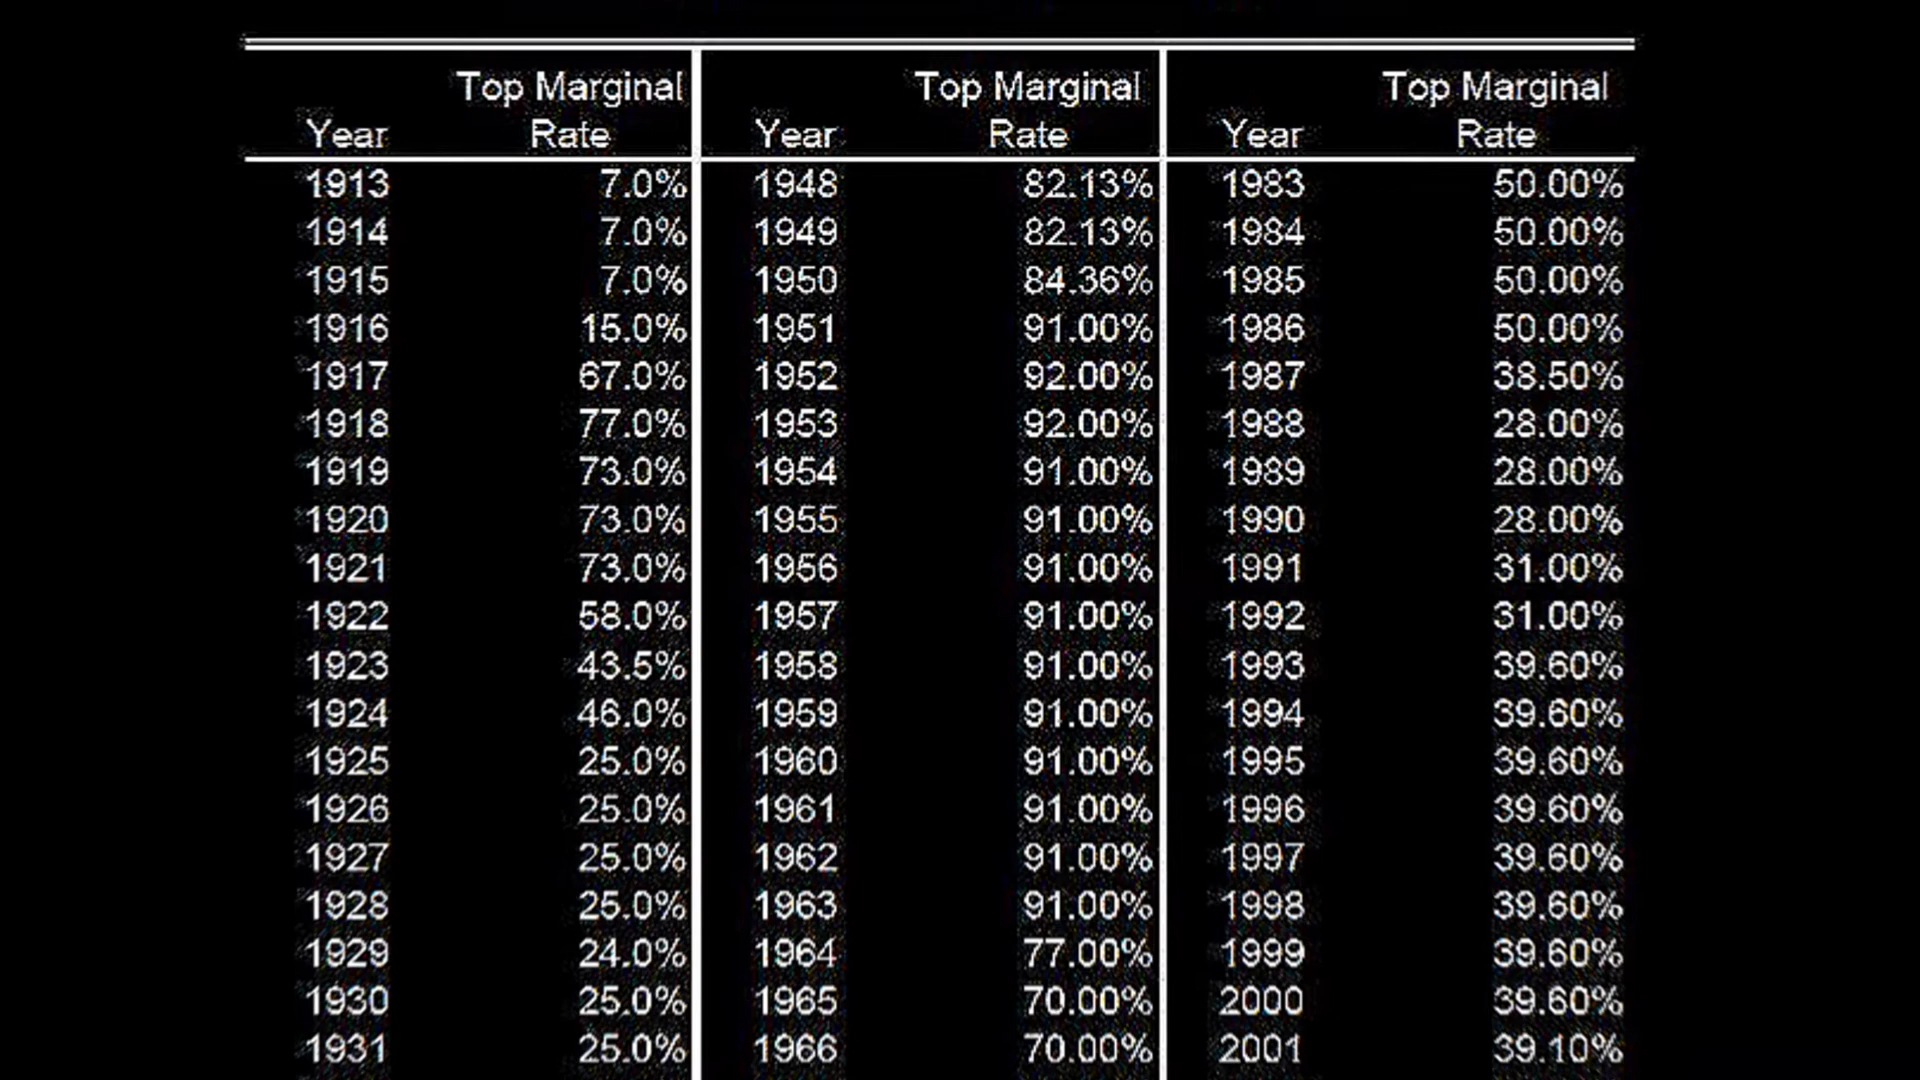 Top Marginal Top Marginal Top Marginal
Year Rate Year Rate Year Rate
1913 7.0% 1948 82.13% 1983 50.00%
1914 7.0% 1949 82.13% 1984 50.00%
1915 7.0% 1950 84.36% 1985 50.00%
1916 15.0% 1951 91.00% 1986 50.00%
1917 67.0% 1952 92.00% 1987 38.50%
1918 77.0% 1953 92.00% 1988 28.00%
1919 73.0% 1954 91.00% 1989 28.00%
1920 73.0% 1955 91.00% 1990 28.00%
1921 73.0% 1956 91.00% 1991 31.00%
1922 58.0% 1957 91.00% 1992 31.00%
1923 43.5% 1958 91.00% 1993 39.60%
1924 46.0% 1959 91.00% 1994 39.60%
1925 25.0% 1960 91.00% 1995 39.60%
1926 25.0% 1961 91.00% 1996 39.60%
1927 25.0% 1962 91.00% 1997 39.60%
1928 25.0% 1963 91.00% 1998 39.60%
1929 24.0% 1964 77.00% 1999 39.60%
1930 25.0% 1965 70.00% 2000 39.60%
1931 25.0% 1966 70.00% 2001 39.10%